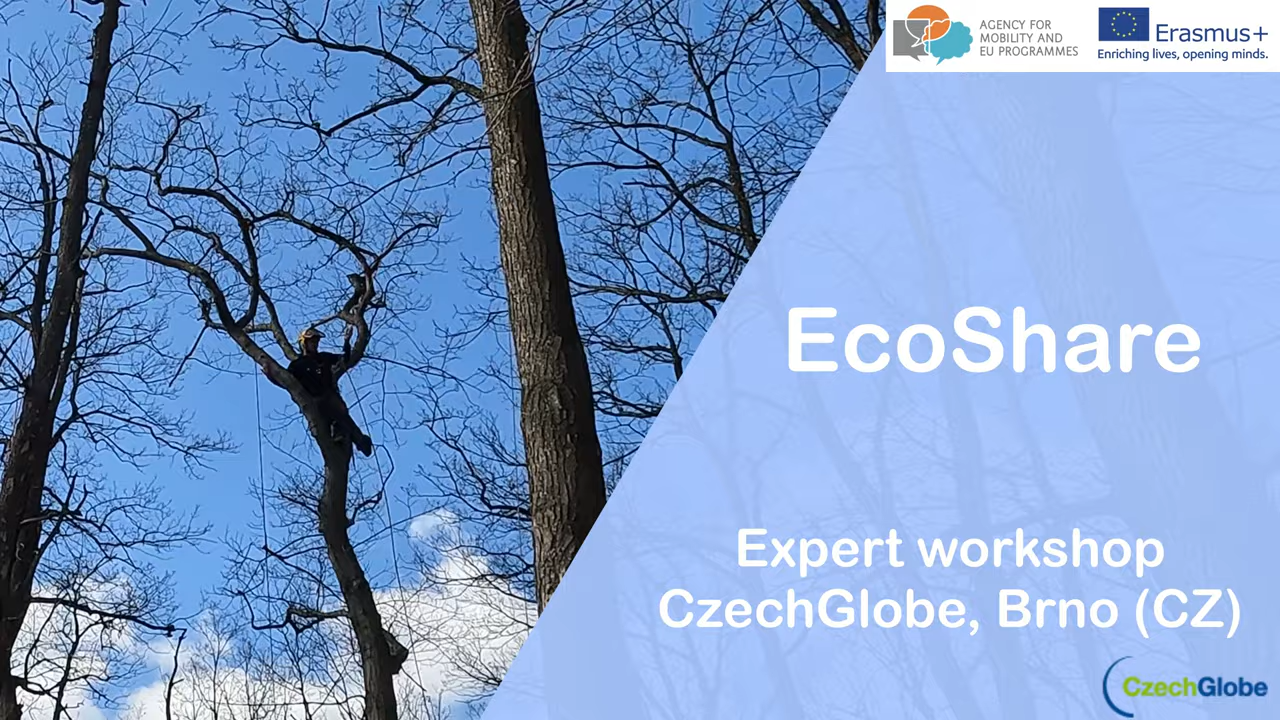 AGENCY FOR
MOBILITY AND
EU PROGRAMMES
Erasmus+
Enriching lives, opening minds.
EcoShare
Expert workshop
CzechGlobe, Brno (CZ)
CzechGlobe